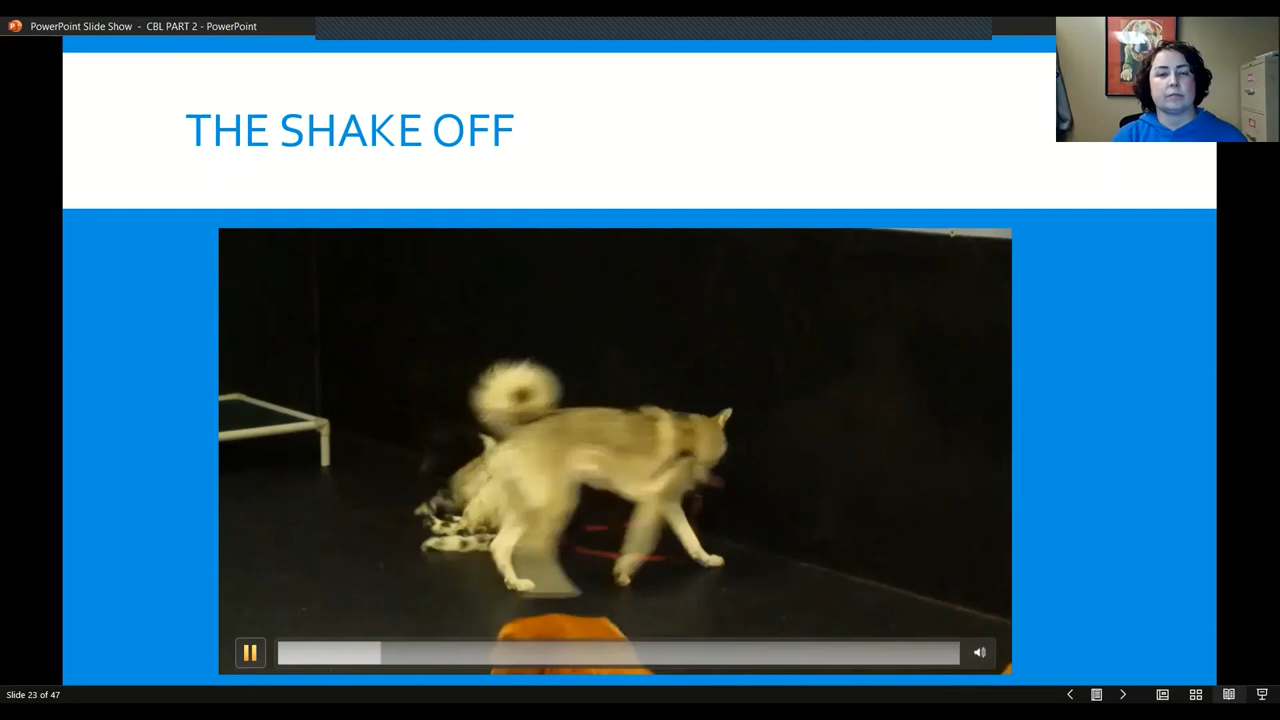 PowerPoint Slide Show - CBL PART 2 - PowerPoint
THE SHAKE OFF
Slide 23 of 47